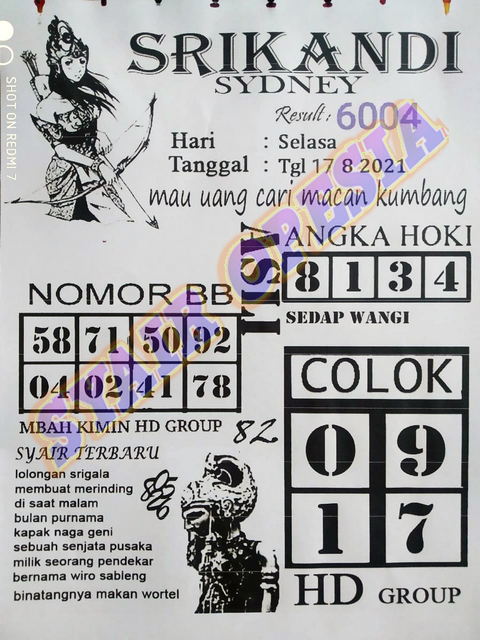 SRIKANDI
SYDNEY
Result : 6004
Hari : Selasa
Tanggal : Tgl 17 8 2021
mau uang cari macan kumbang
ASLI
ANGKA HOKI
8 1 3 4
SEDAP WANGI
NOMOR BB
58 71 50 92
04 02 41 78
MBAH KIMIN HD GROUP
82
COLOK
0 9
1 7
HD GROUP
SYAIR TERBARU
lolongan srigala
membuat merinding
di saat malam
bulan purnama
kapak naga geni
sebuah senjata pusaka
milik seorang pendekar
bernama wiro sableng
binatangnya makan wortel
SYAIR OPESIA
SHOT ON REDMI 7